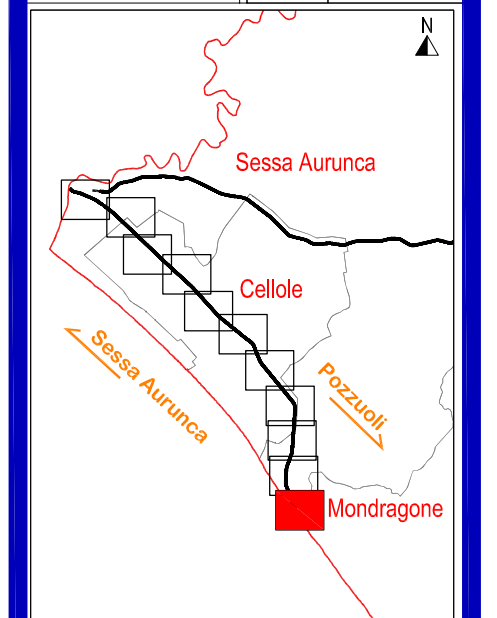 N
Sessa Aurunca
Cellole
Sessa Aurunca
Pozzuoli
Mondragone